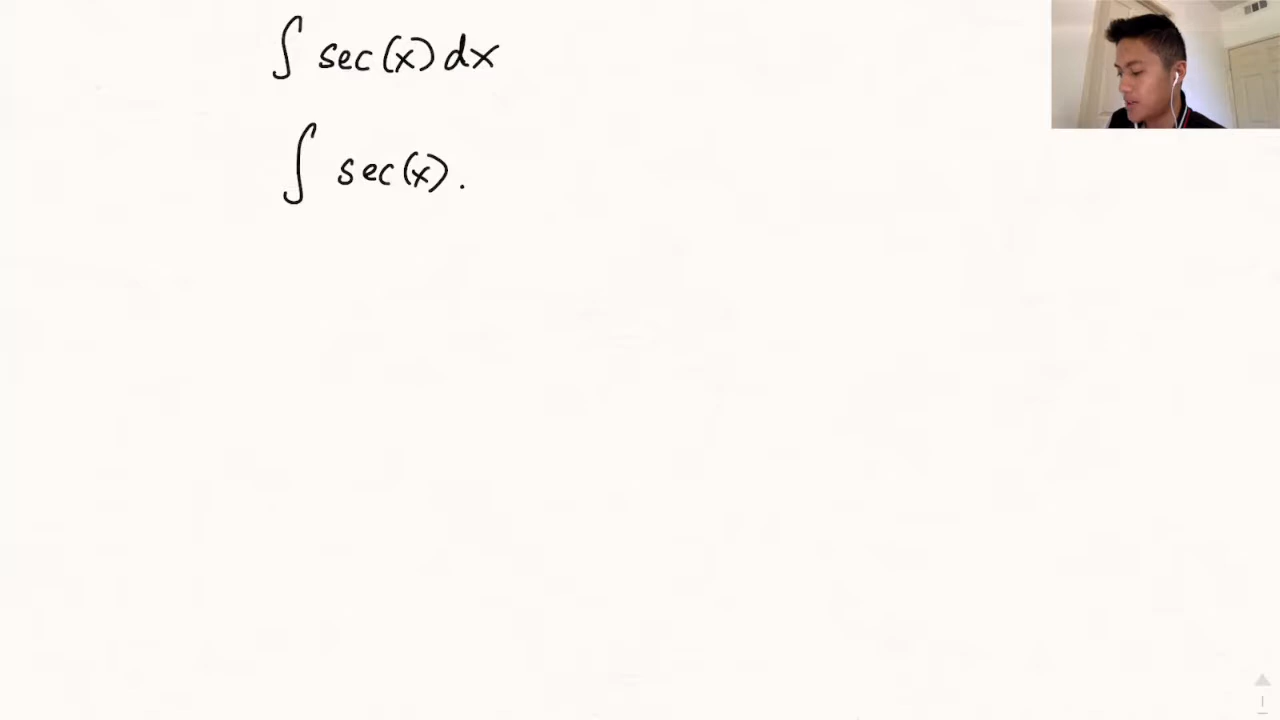 ∫ sec(x) dx
∫ sec(x) .